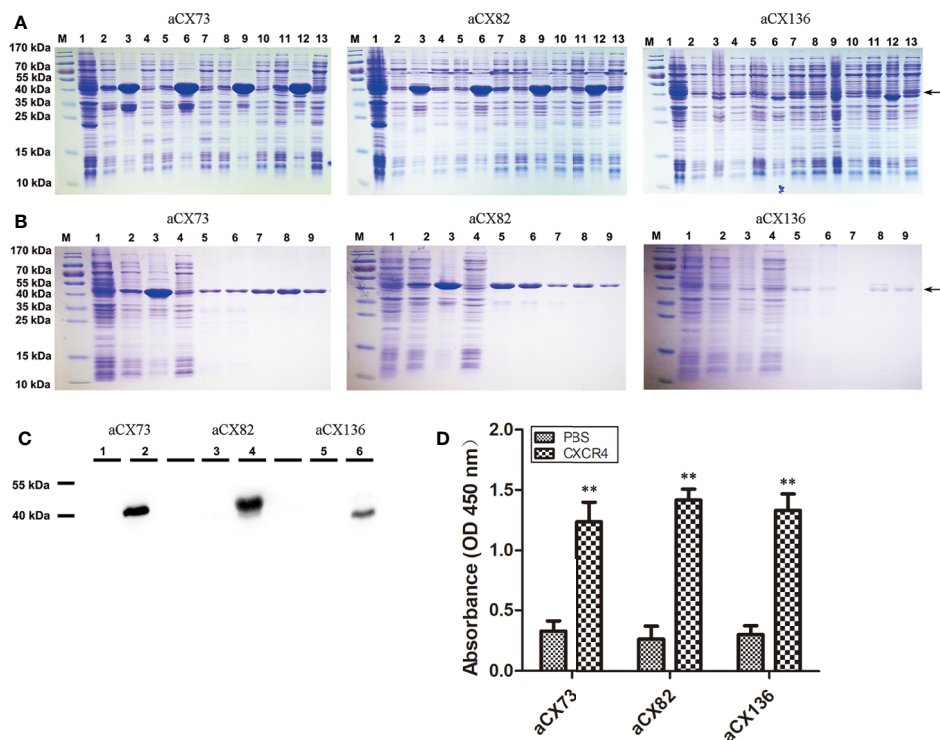 A
aCX73
aCX82
aCX136
170 kDa
70 kDa
55 kDa
40 kDa
35 kDa
25 kDa
15 kDa
10 kDa
M 1 2 3 4 5 6 7 8 9 10 11 12 13
M 1 2 3 4 5 6 7 8 9 10 11 12 13
M 1 2 3 4 5 6 7 8 9 10 11 12 13
B
aCX73
aCX82
aCX136
170 kDa
70 kDa
55 kDa
40 kDa
35 kDa
25 kDa
15 kDa
10 kDa
M 1 2 3 4 5 6 7 8 9
M 1 2 3 4 5 6 7 8 9
M 1 2 3 4 5 6 7 8 9
C
aCX73 aCX82 aCX136
1 2 3 4 5 6
55 kDa
40 kDa
D
Absorbance (OD 450 nm）
2.0
1.5
1.0
0.5
0.0
PBS
CXCR4
**
**
**
aCX73
aCX82
aCX136